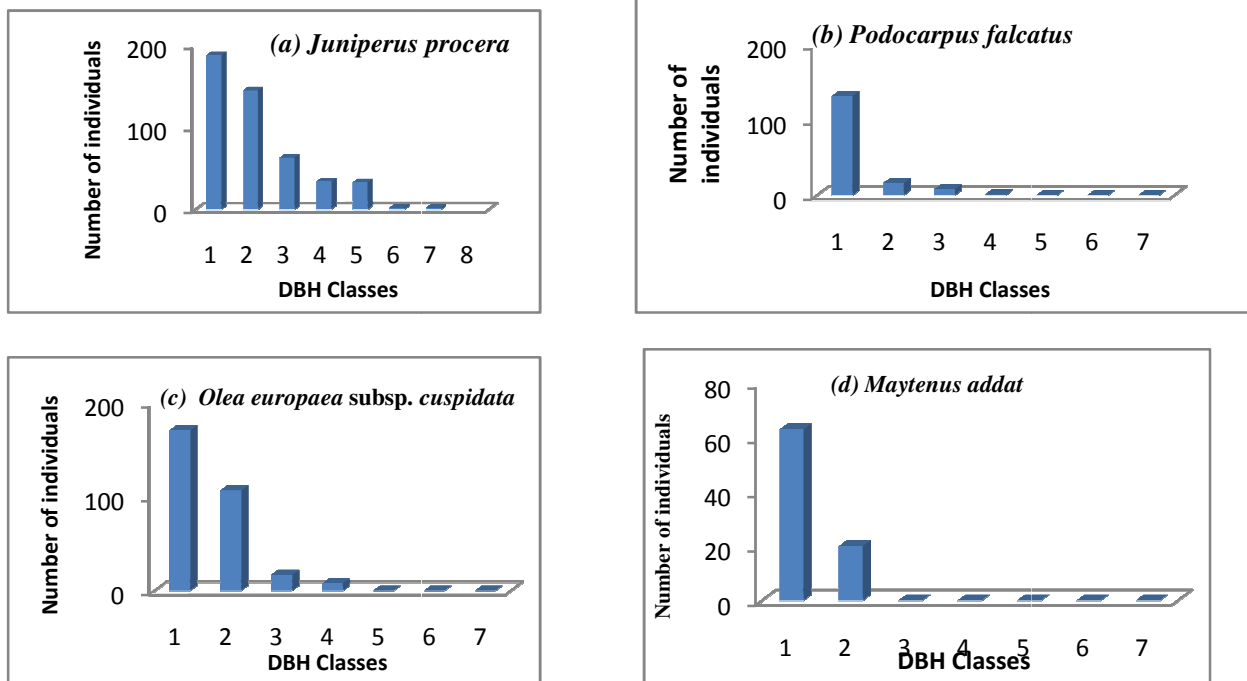 (a) Juniperus procera
Number of individuals
200
100
0
1 2 3 4 5 6 7 8
DBH Classes
(b) Podocarpus falcatus
Number of
individuals
200
100
0
1 2 3 4 5 6 7
DBH Classes
(c) Olea europaea subsp. cuspidata
Number of individuals
200
100
0
1 2 3 4 5 6 7
DBH Classes
(d) Maytenus addat
Number of individuals
80
60
40
20
0
1 2 3 4 5 6 7
DBH Classes